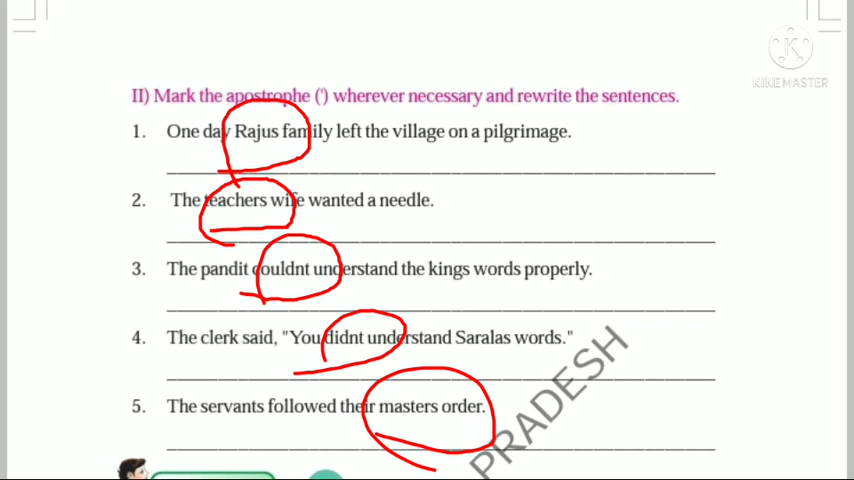 KINEMASTER
II) Mark the apostrophe (') wherever necessary and rewrite the sentences.
1. One day Rajus family left the village on a pilgrimage.
2. The teachers wife wanted a needle.
3. The pandit couldnt understand the kings words properly.
4. The clerk said, "You didnt understand Saralas words."
5. The servants followed their masters order.
PRADESH